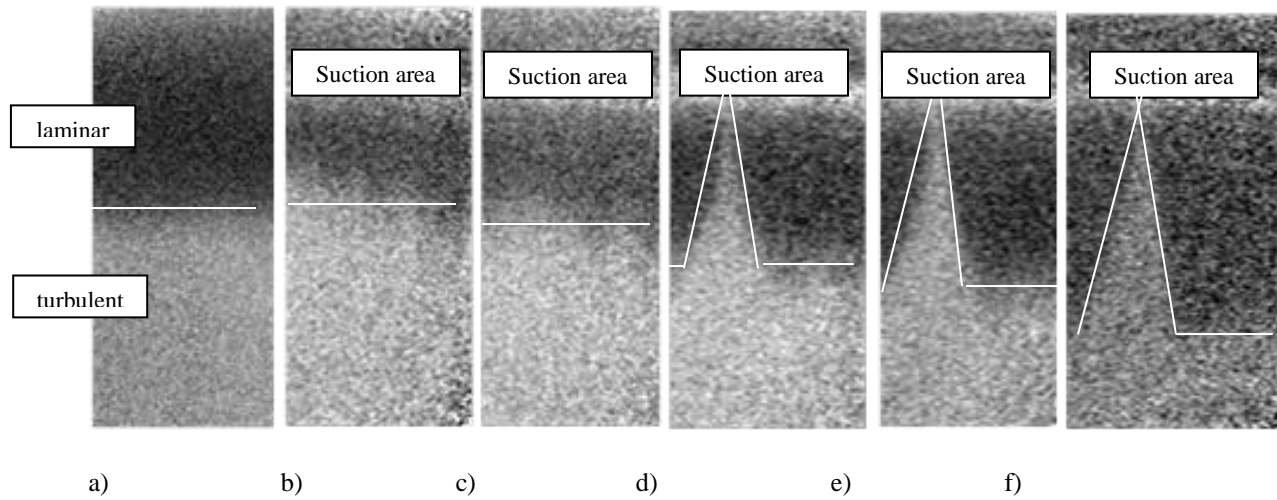 Suction area
Suction area
Suction area
Suction area
Suction area
laminar
turbulent
a)
b)
c)
d)
e)
f)